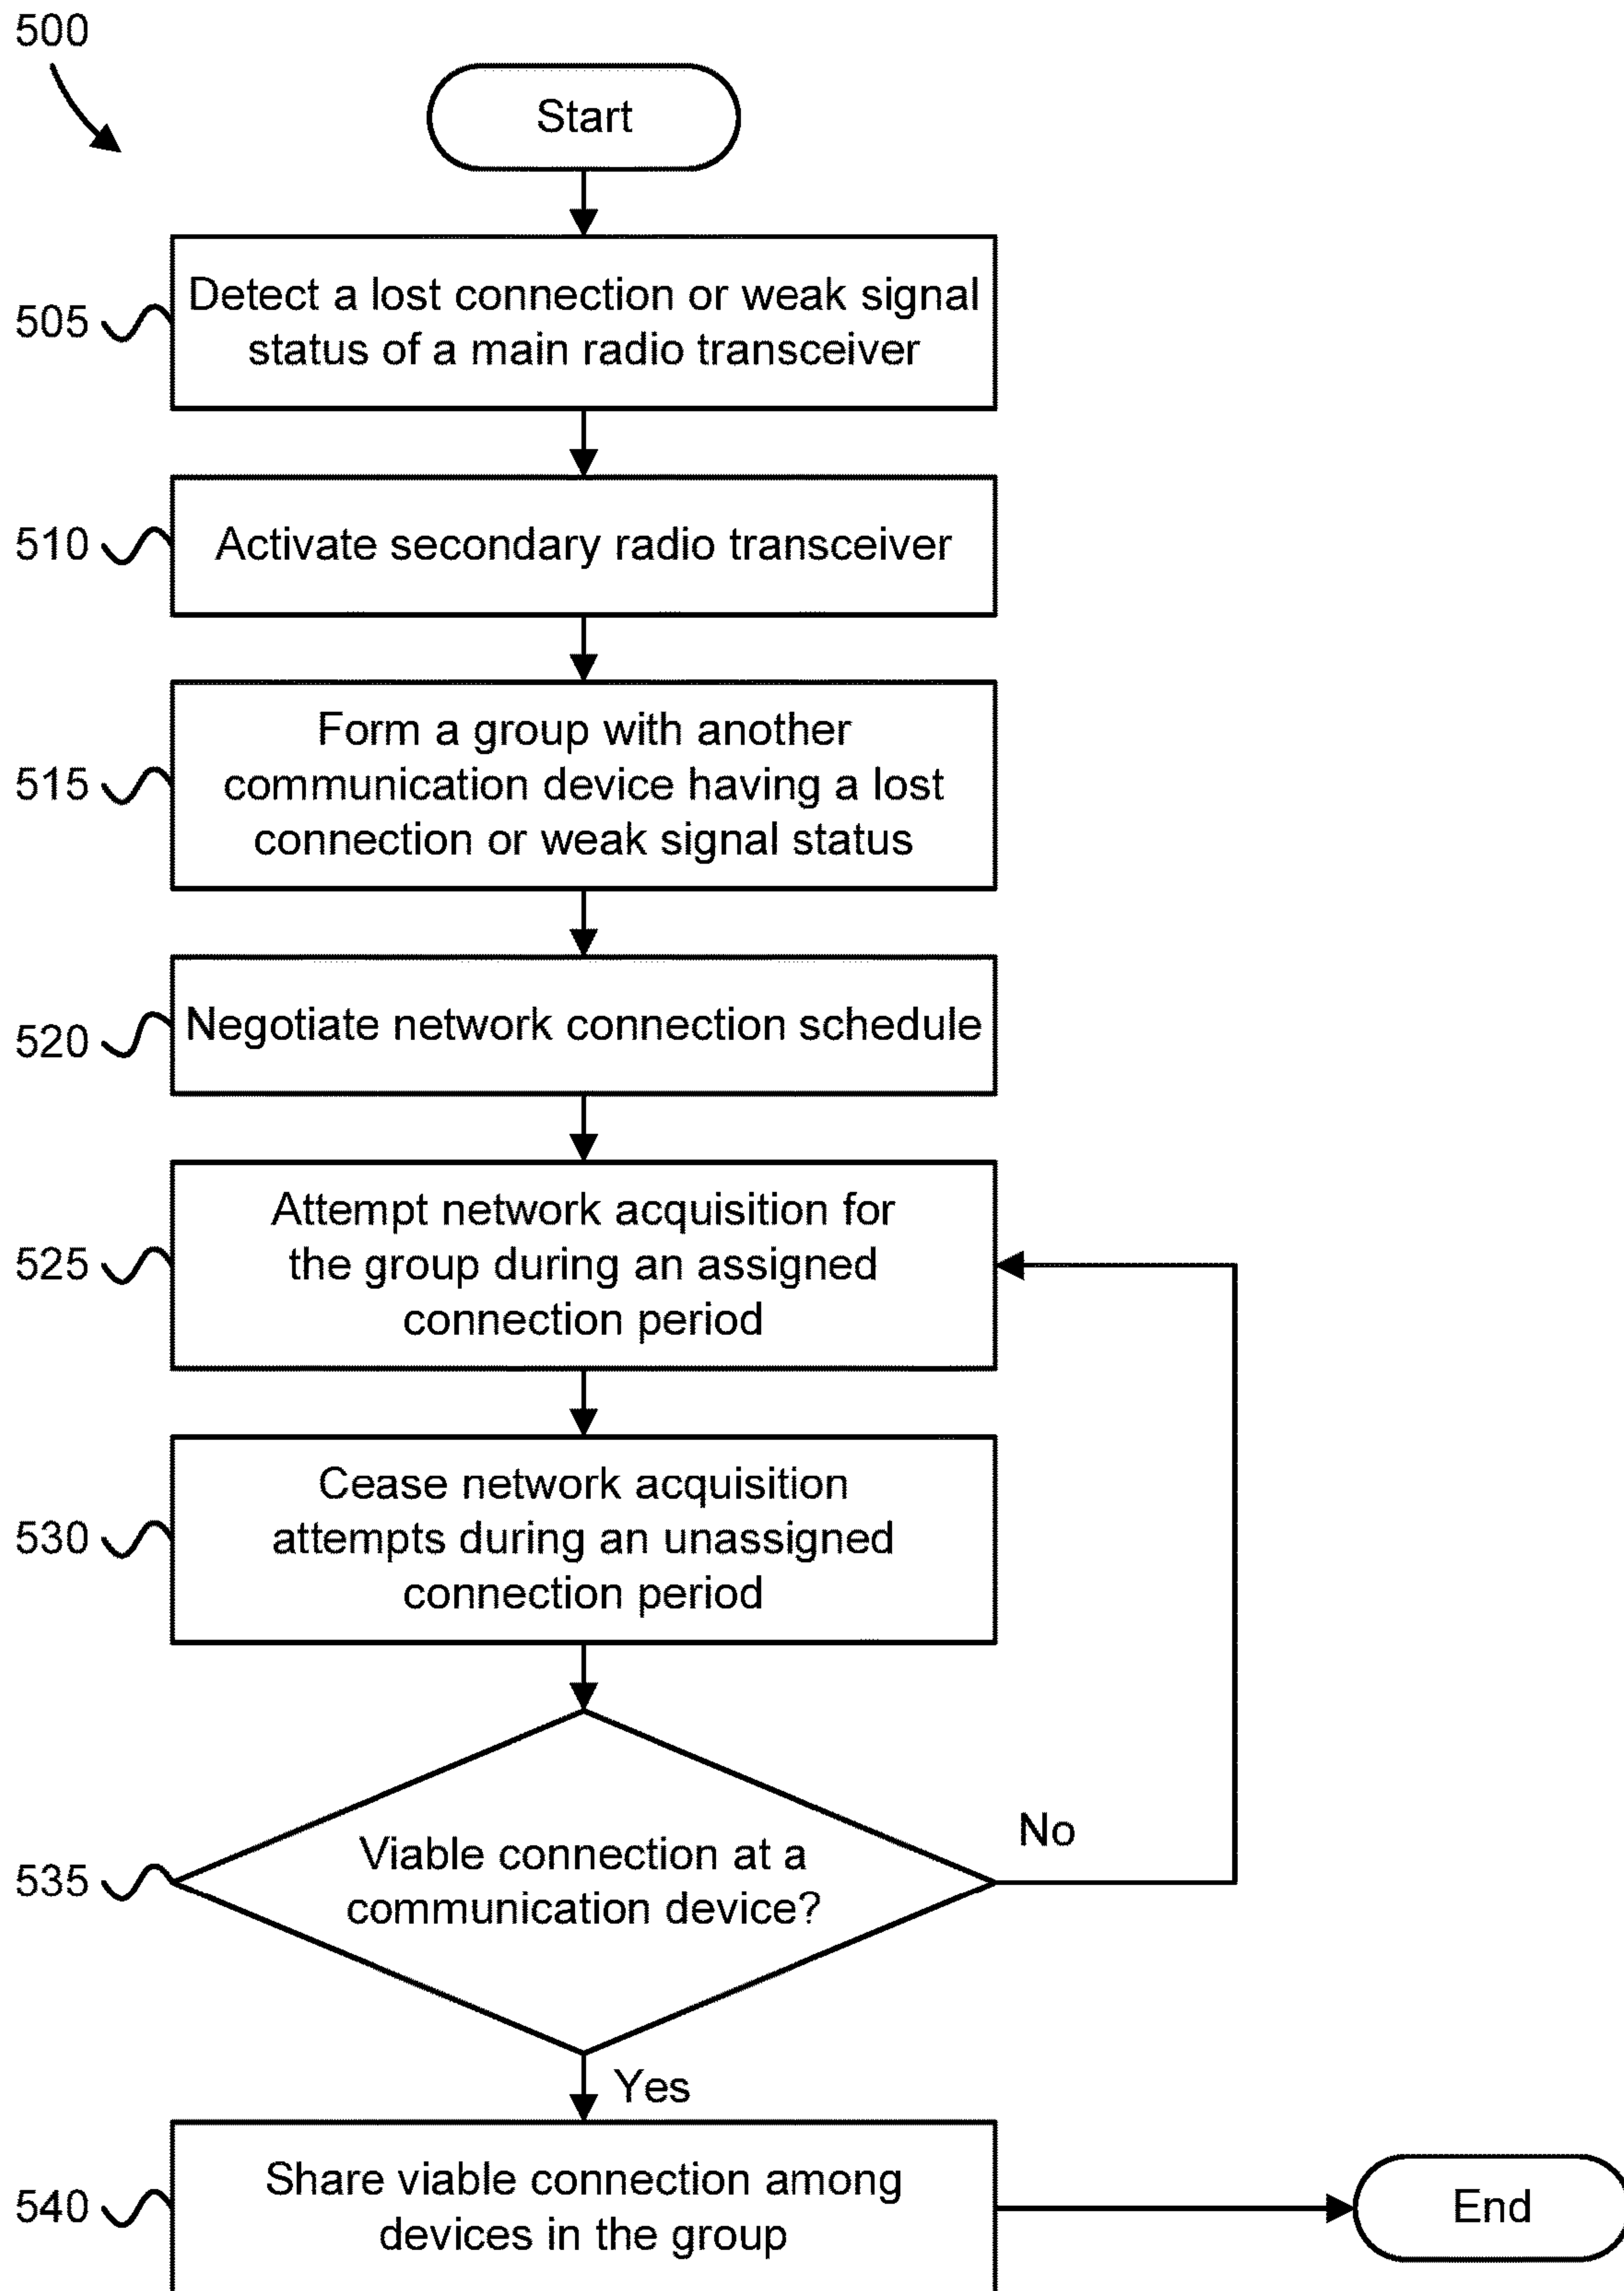 500
Start
505
Detect a lost connection or weak signal
status of a main radio transceiver
510
Activate secondary radio transceiver
515
Form a group with another
communication device having a lost
connection or weak signal status
520
Negotiate network connection schedule
525
Attempt network acquisition for
the group during an assigned
connection period
530
Cease network acquisition
attempts during an unassigned
connection period
535
Viable connection at a
communication device?
No
Yes
540
Share viable connection among
devices in the group
End